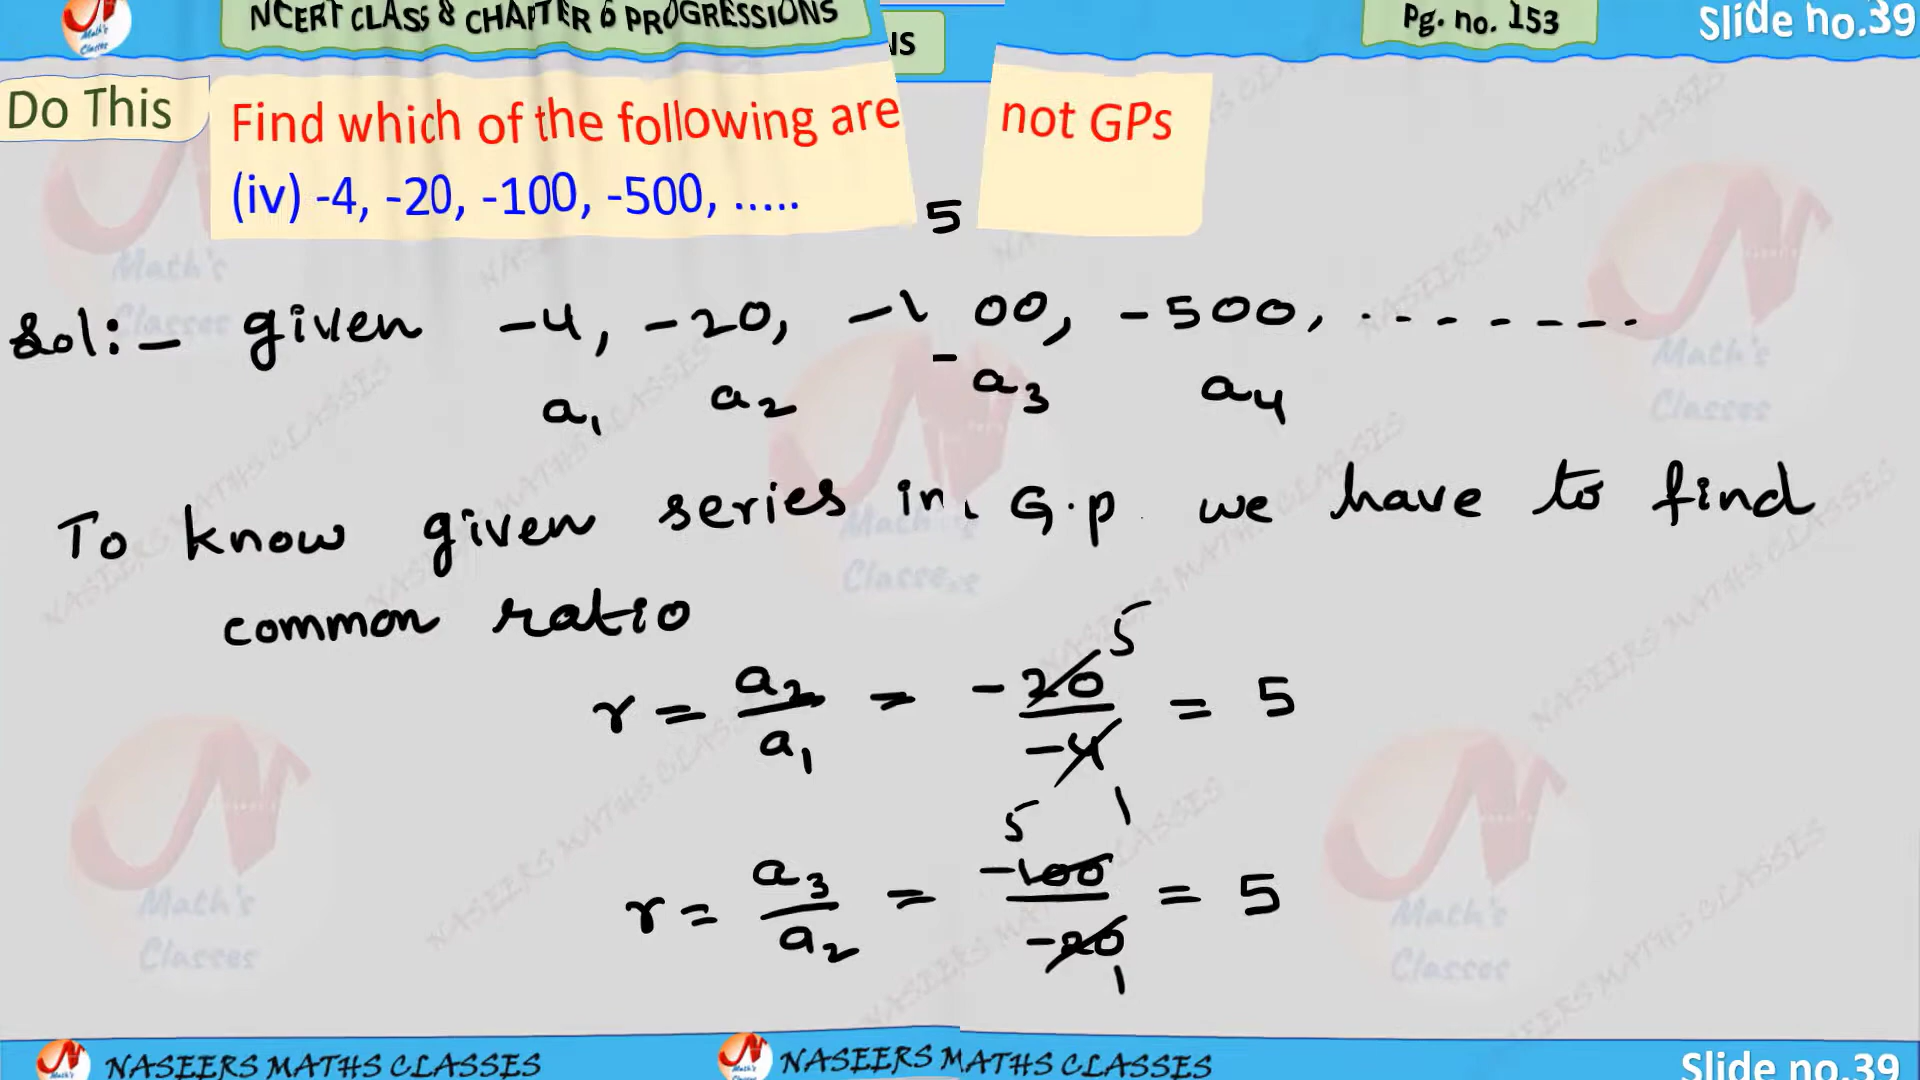 NCERT CLASS 8 CHAPTER 6 PROGRESSIONS
NS
Pg. no. 153
Slide no.39
Do This
Find which of the following are not GPs
(iv) -4, -20, -100, -500, .....
5
Sol:- given -4, -20, -100, -500, --------
a1 a2 - a3 a4
To know given series in G.p we have to find
common ratio
r = a2/a1 = -20/-4 = 5
5
1
r = a3/a2 = -100/-20 = 5
5
1
Math's Classes
NASEERS MATHS CLASSES
NASEERS MATHS CLASSES
Slide no.39